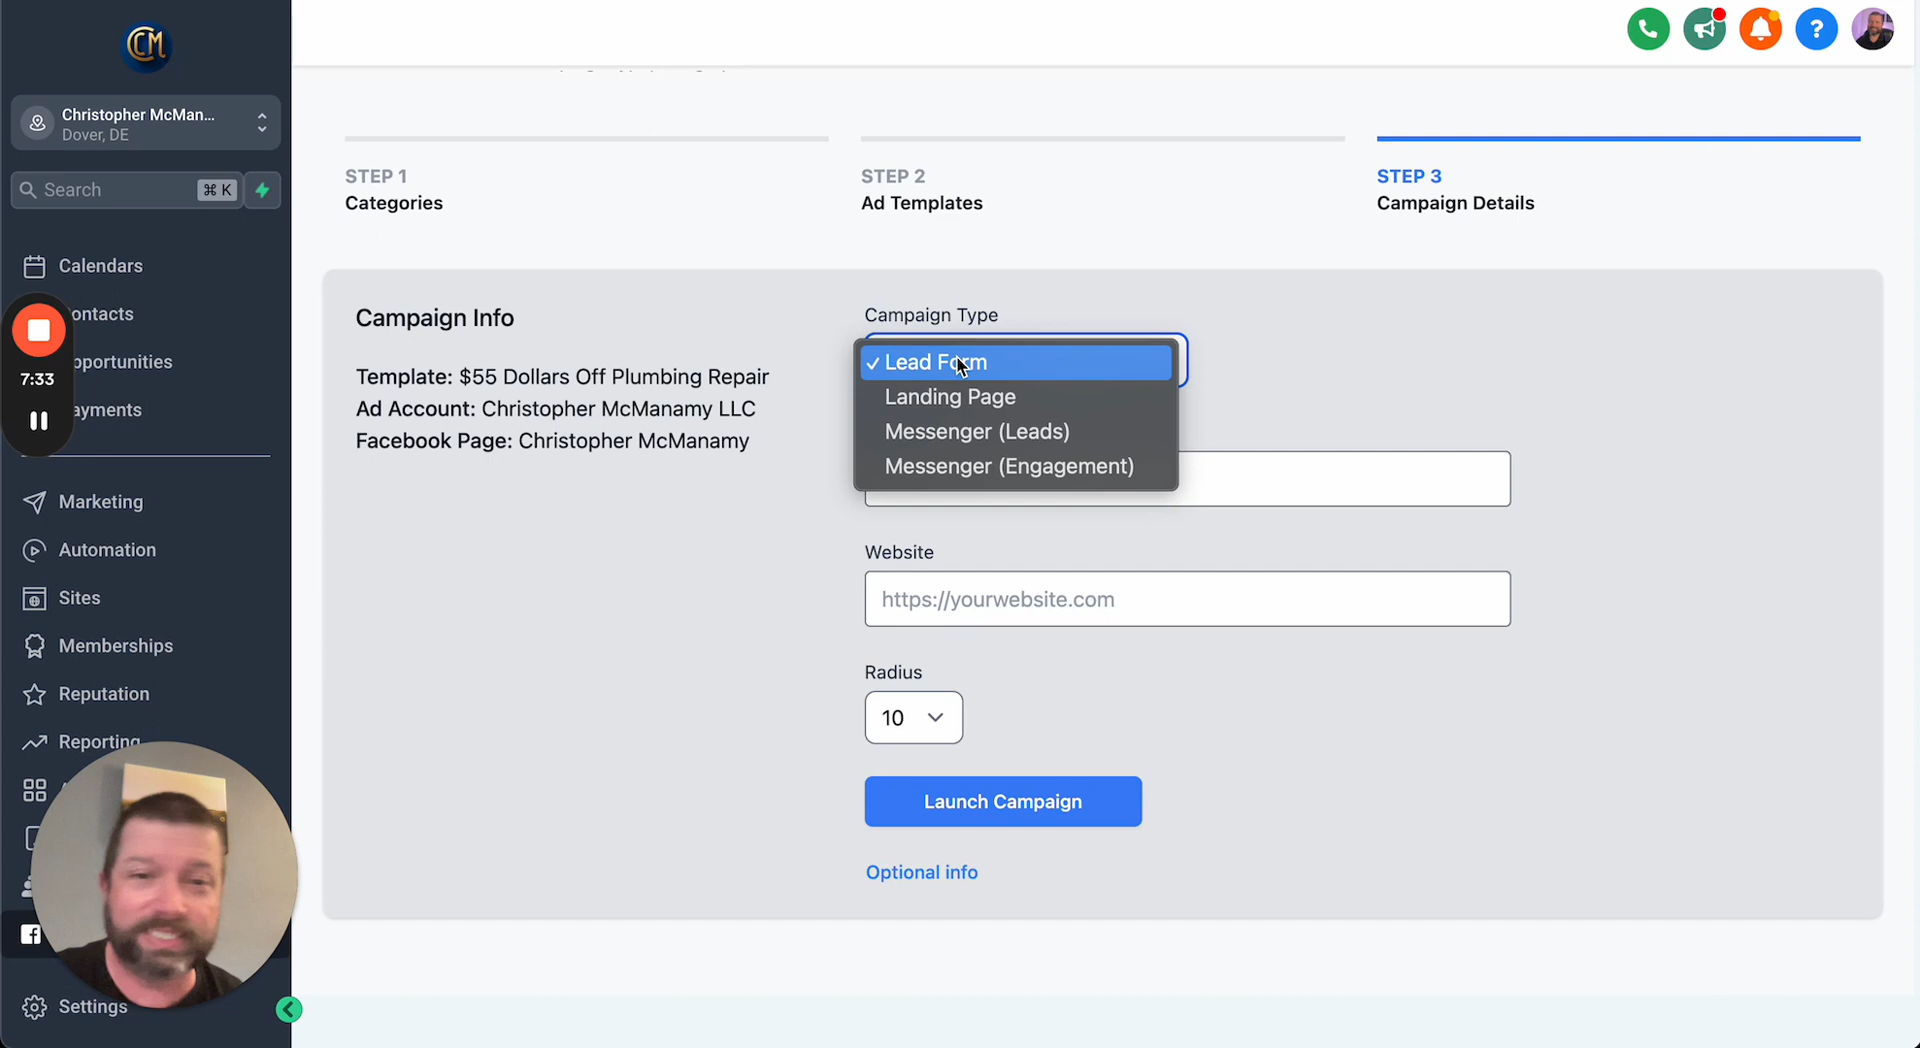 CM
Christopher McMan...
Dover, DE
Search
⌘ K
Calendars
ontacts
pportunities
7:33
ayments
Marketing
Automation
Sites
Memberships
Reputation
Reporting
Settings
STEP 1
Categories
STEP 2
Ad Templates
STEP 3
Campaign Details
Campaign Info
Template: $55 Dollars Off Plumbing Repair
Ad Account: Christopher McManamy LLC
Facebook Page: Christopher McManamy
Campaign Type
✓ Lead Form
Landing Page
Messenger (Leads)
Messenger (Engagement)
Website
https://yourwebsite.com
Radius
10
Launch Campaign
Optional info